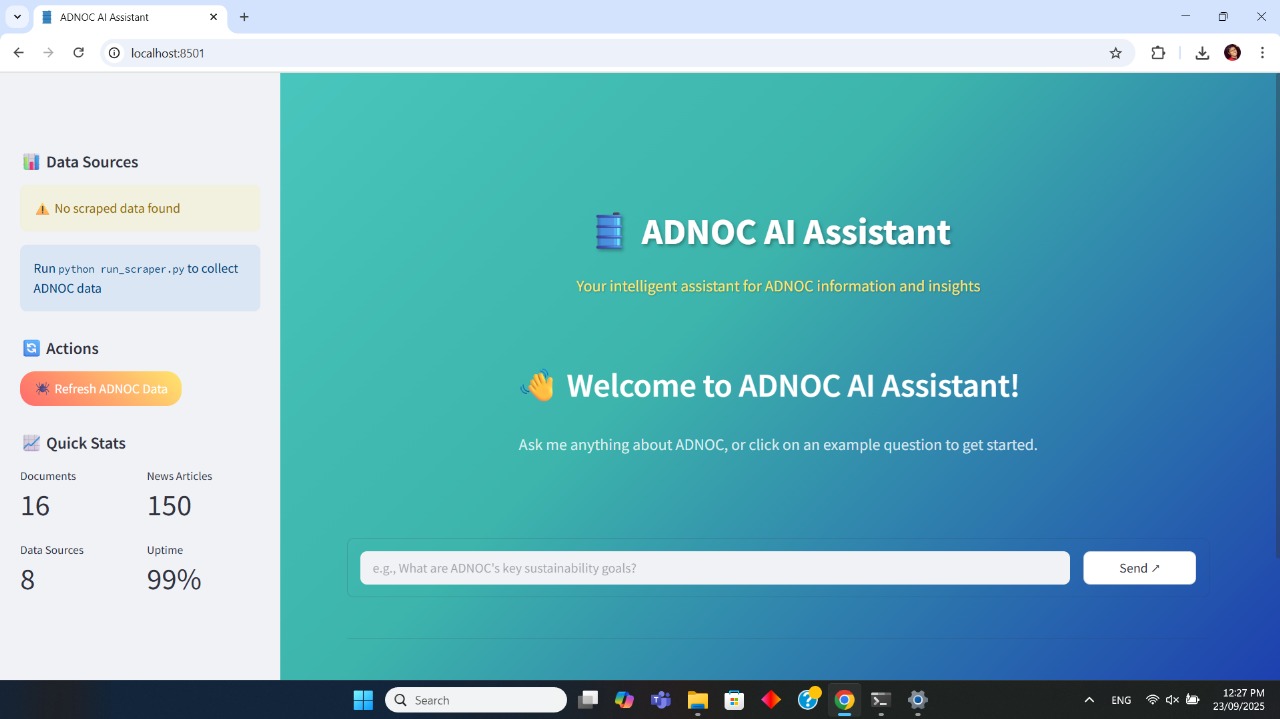 ADNOC AI Assistant
localhost:8501
Data Sources
No scraped data found
Run python run_scraper.py to collect
ADNOC data
Actions
Refresh ADNOC Data
Quick Stats
Documents
16
News Articles
150
Data Sources
8
Uptime
99%
ADNOC AI Assistant
Your intelligent assistant for ADNOC information and insights
Welcome to ADNOC AI Assistant!
Ask me anything about ADNOC, or click on an example question to get started.
e.g., What are ADNOC's key sustainability goals?
Send ↗
Search
ENG
12:27 PM
23/09/2025